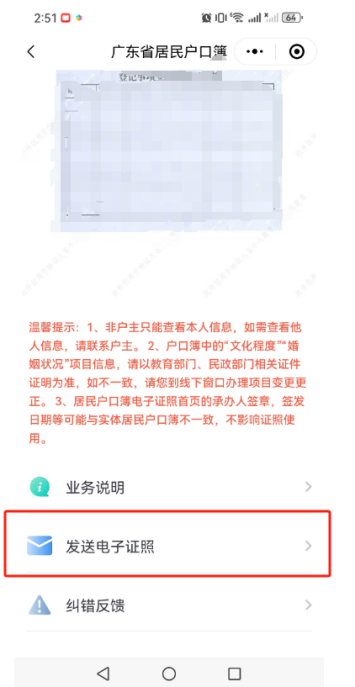 2:51
64
广东省居民户口簿
登记事项
温馨提示：1、非户主只能查看本人信息，如需查看他
人信息，请联系户主。 2、户口簿中的“文化程度”“婚
姻状况”项目信息，请以教育部门、民政部门相关证件
证明为准，如不一致，请您到线下窗口办理项目变更更
正。 3、居民户口簿电子证照首页的承办人签章，签发
日期等可能与实体居民户口簿不一致，不影响证照使
用。
业务说明
发送电子证照
纠错反馈